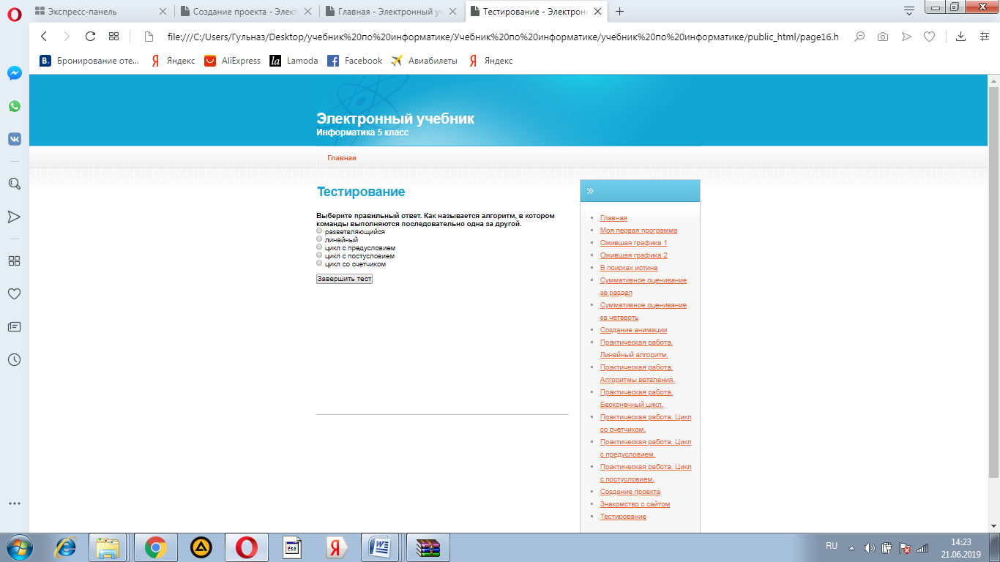 Экспресс-панель
Создание проекта - Элект
Главная - Электронный уч
Тестирование - Электрон
file:///C:/Users/Гульназ/Desktop/учебник%20по%20информатике/Учебник%20по%20информатике/учебник%20по%20информатике/public_html/page16.h
B. Бронирование оте...
Я Яндекс
AliExpress
la Lamoda
Facebook
Авиабилеты
Я Яндекс
Электронный учебник
Информатика 5 класс
Главная
Тестирование
Выберите правильный ответ. Как называется алгоритм, в котором
команды выполняются последовательно одна за другой.
разветвляющийся
линейный
цикл с предусловием
цикл с постусловием
цикл со счетчиком
Завершить тест
Главная
Моя первая программа
Ожившая графика 1
Ожившая графика 2
В поисках истина
Суммативное оценивание
за раздел
Суммативное оценивание
за четверть
Создание анимации
Практическая работа.
Линейный алгоритм.
Практическая работа.
Алгоритмы ветвления.
Практическая работа.
Бесконечный цикл.
Практическая работа. Цикл
со счетчиком.
Практическая работа. Цикл
с предусловием.
Практическая работа. Цикл
с постусловием.
Создание проекта
Знакомство с сайтом
Тестирование
RU
14:23
21.06.2019